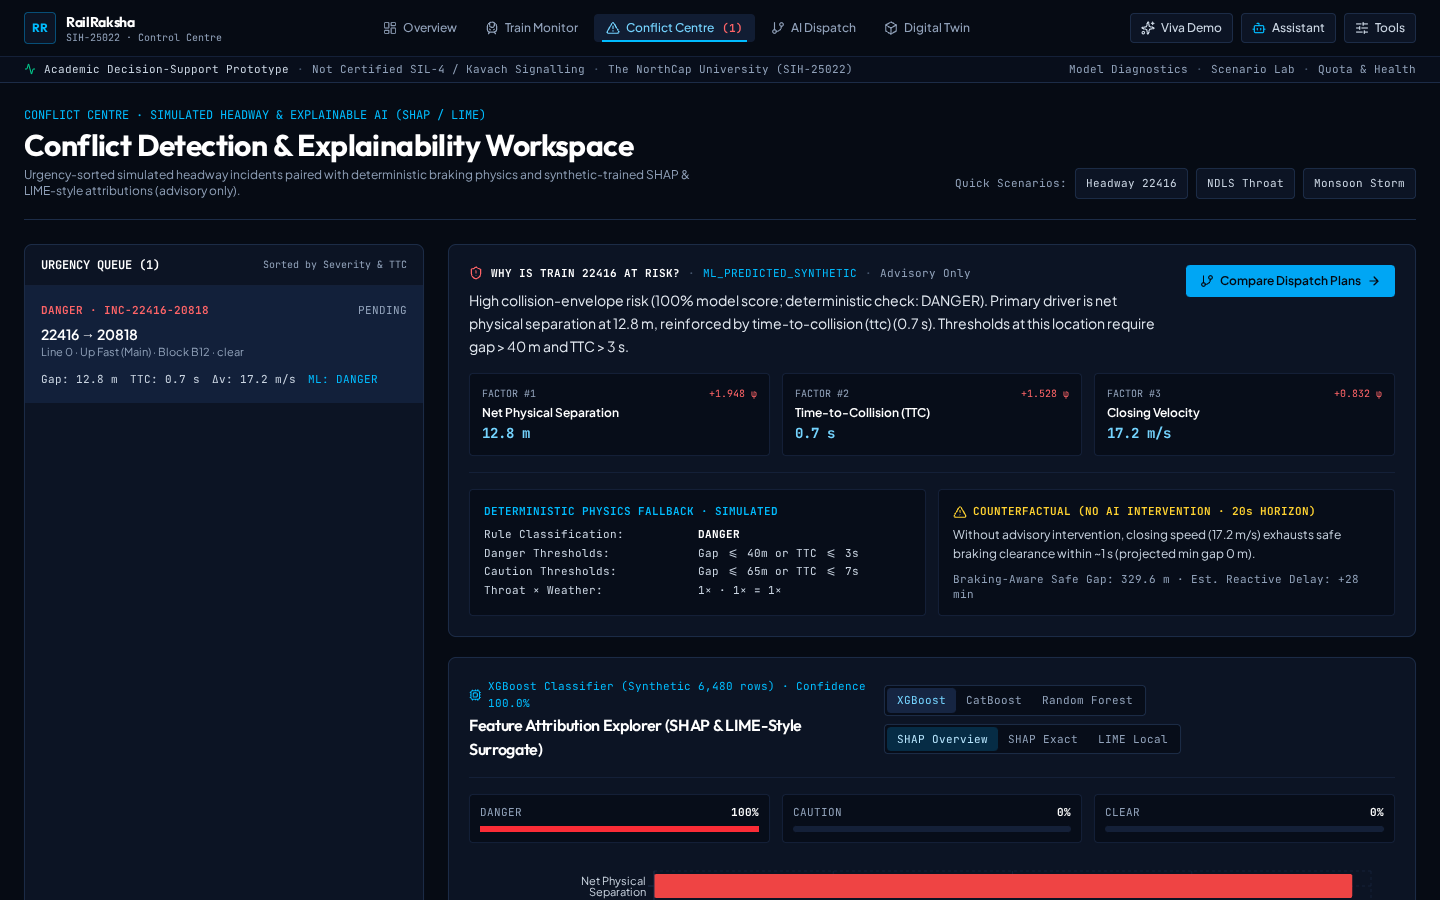 RR
RailRaksha
SIH-25022 · Control Centre
Overview
Train Monitor
Conflict Centre (1)
AI Dispatch
Digital Twin
Viva Demo
Assistant
Tools
Academic Decision-Support Prototype · Not Certified SIL-4 / Kavach Signalling · The NorthCap University (SIH-25022)
Model Diagnostics · Scenario Lab · Quota & Health
CONFLICT CENTRE · SIMULATED HEADWAY & EXPLAINABLE AI (SHAP / LIME)
Conflict Detection & Explainability Workspace
Urgency-sorted simulated headway incidents paired with deterministic braking physics and synthetic-trained SHAP &
LIME-style attributions (advisory only).
Quick Scenarios:
Headway 22416
NDLS Throat
Monsoon Storm
URGENCY QUEUE (1)
Sorted by Severity & TTC
DANGER · INC-22416-20818
PENDING
22416 → 20818
Line 0 · Up Fast (Main) · Block B12 · clear
Gap: 12.8 m TTC: 0.7 s Δv: 17.2 m/s ML: DANGER
WHY IS TRAIN 22416 AT RISK? · ML_PREDICTED_SYNTHETIC · Advisory Only
Compare Dispatch Plans →
High collision-envelope risk (100% model score; deterministic check: DANGER). Primary driver is net
physical separation at 12.8 m, reinforced by time-to-collision (ttc) (0.7 s). Thresholds at this location require
gap > 40 m and TTC > 3 s.
FACTOR #1
+1.948 φ
Net Physical Separation
12.8 m
FACTOR #2
+1.528 φ
Time-to-Collision (TTC)
0.7 s
FACTOR #3
+0.832 φ
Closing Velocity
17.2 m/s
DETERMINISTIC PHYSICS FALLBACK · SIMULATED
Rule Classification: DANGER
Danger Thresholds: Gap ≤ 40m or TTC ≤ 3s
Caution Thresholds: Gap ≤ 65m or TTC ≤ 7s
Throat × Weather: 1× · 1× = 1×
COUNTERFACTUAL (NO AI INTERVENTION · 20s HORIZON)
Without advisory intervention, closing speed (17.2 m/s) exhausts safe
braking clearance within ~1 s (projected min gap 0 m).
Braking-Aware Safe Gap: 329.6 m · Est. Reactive Delay: +28
min
XGBoost Classifier (Synthetic 6,480 rows) · Confidence
100.0%
Feature Attribution Explorer (SHAP & LIME-Style
Surrogate)
XGBoost
CatBoost
Random Forest
SHAP Overview
SHAP Exact
LIME Local
DANGER 100%
CAUTION 0%
CLEAR 0%
Net Physical
Separation